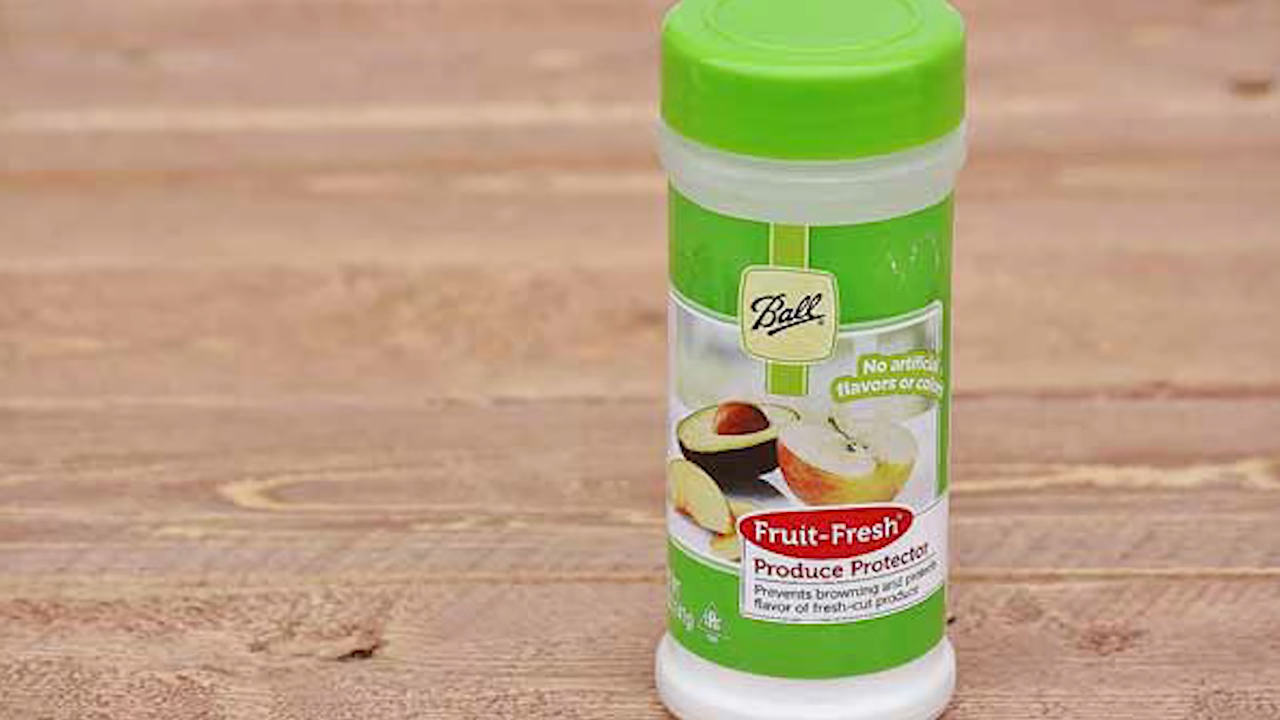 Ball
No artificial
flavors or colors
Fruit-Fresh®
Produce Protector
Prevents browning and protects
flavor of fresh-cut produce